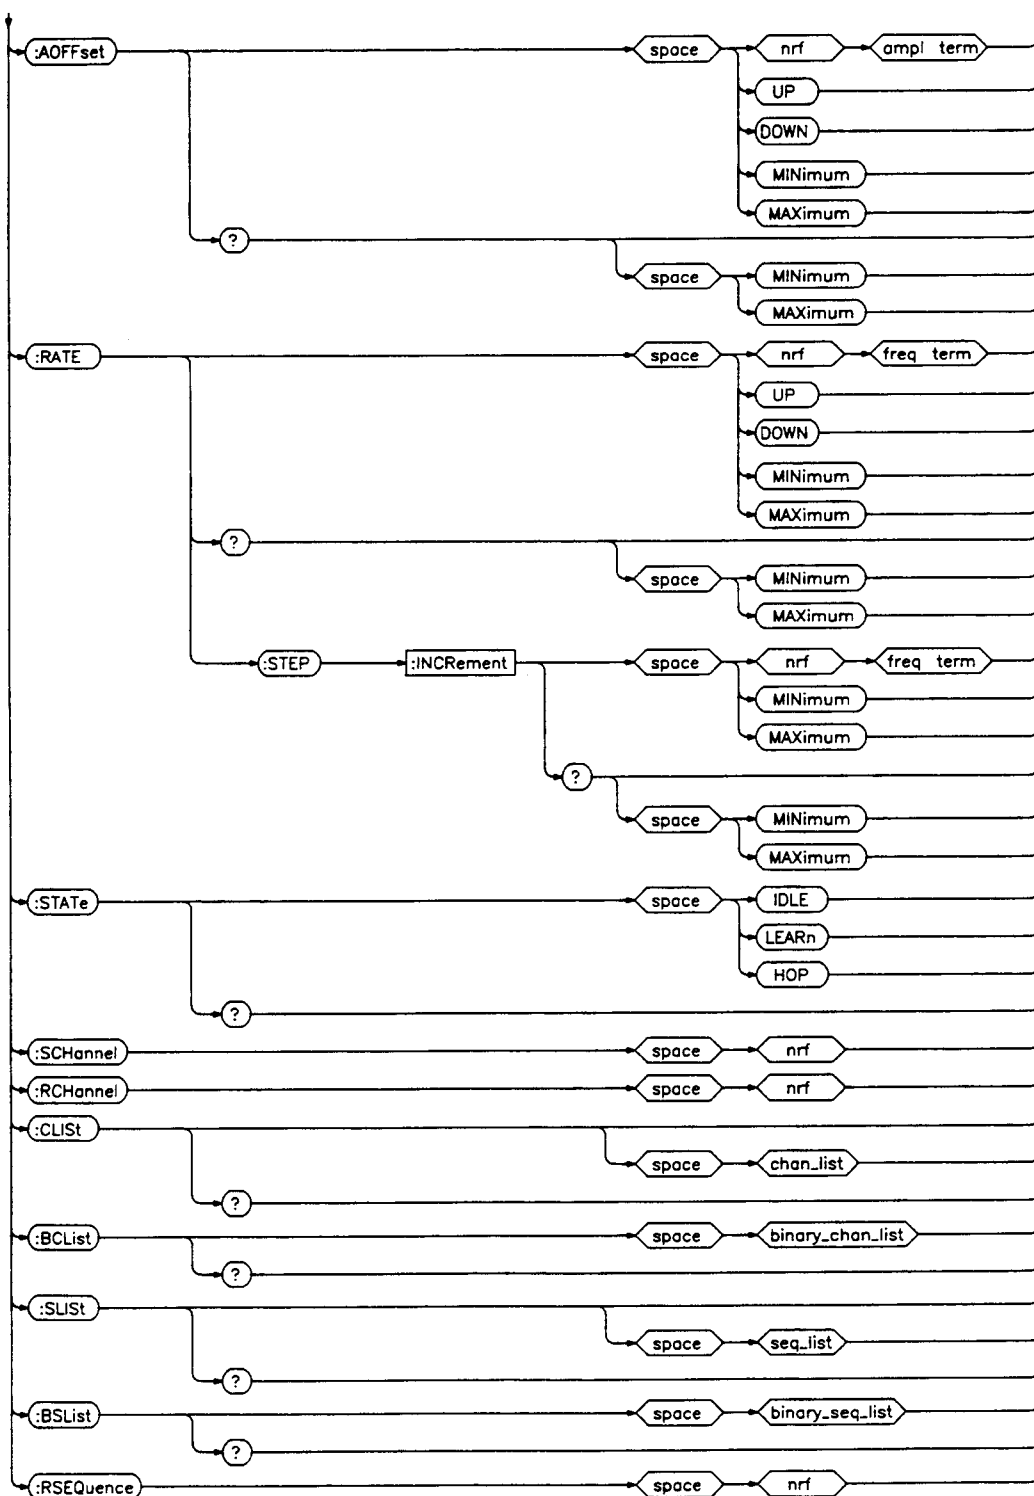 :AOFFset space nrf ampl term
UP
DOWN
MINimum
MAXimum
?
space MINimum
MAXimum
:RATE space nrf freq term
UP
DOWN
MINimum
MAXimum
?
space MINimum
MAXimum
:STEP :INCRement space nrf freq term
MINimum
MAXimum
?
space MINimum
MAXimum
:STATe space IDLE
LEARn
HOP
?
:SCHannel space nrf
:RCHannel space nrf
:CLISt
space chan_list
?
:BCList space binary_chan_list
?
:SLISt
space seq_list
?
:BSList space binary_seq_list
?
:RSEQuence space nrf